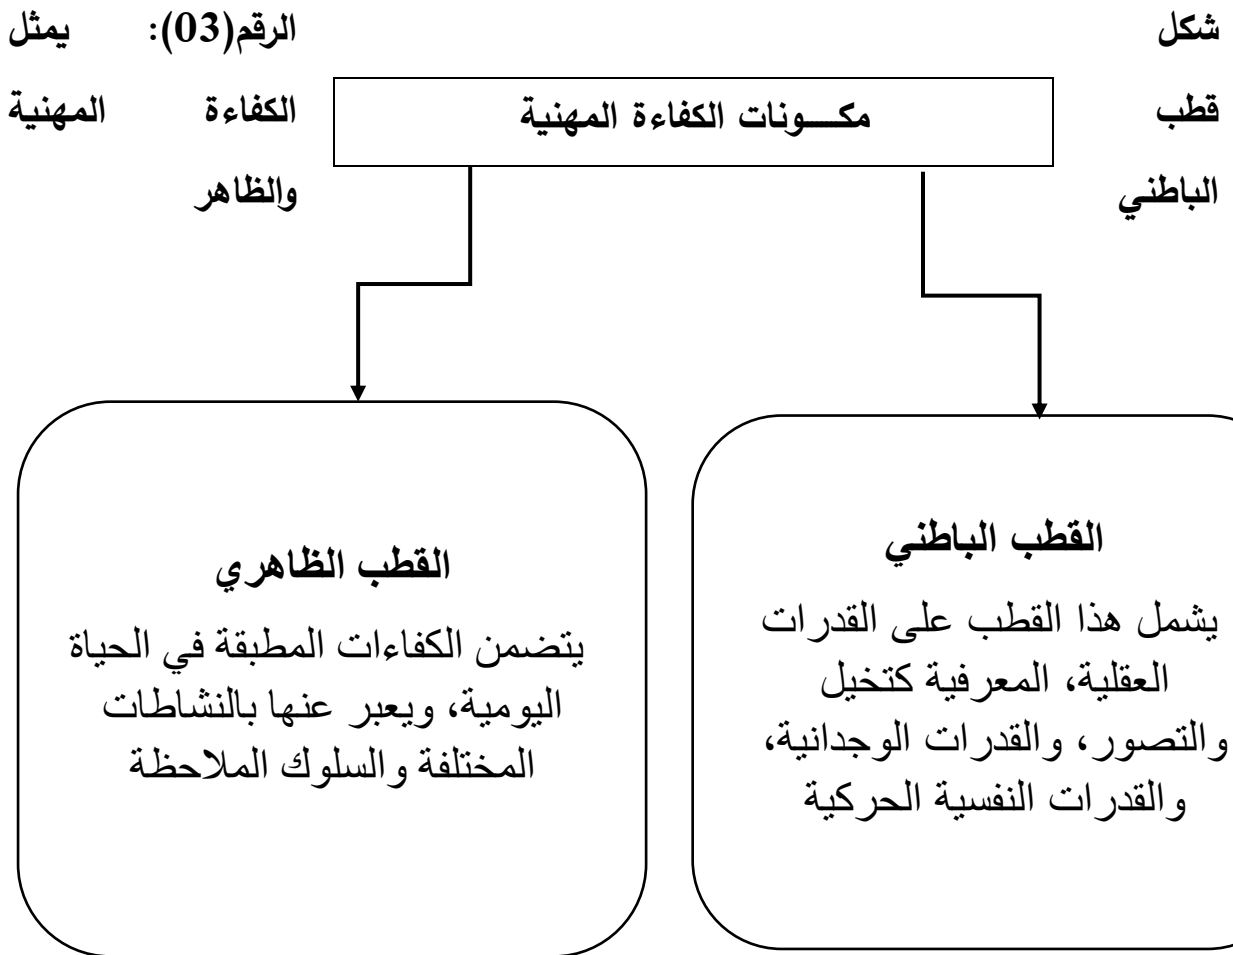 شكل الرقم(03): يمثل
قطب الكفاءة المهنية
الباطني والظاهر
مكـــونات الكفاءة المهنية
القطب الباطني
يشمل هذا القطب على القدرات
العقلية، المعرفية كتخيل
والتصور، والقدرات الوجدانية،
والقدرات النفسية الحركية
القطب الظاهري
يتضمن الكفاءات المطبقة في الحياة
اليومية، ويعبر عنها بالنشاطات
المختلفة والسلوك الملاحظة